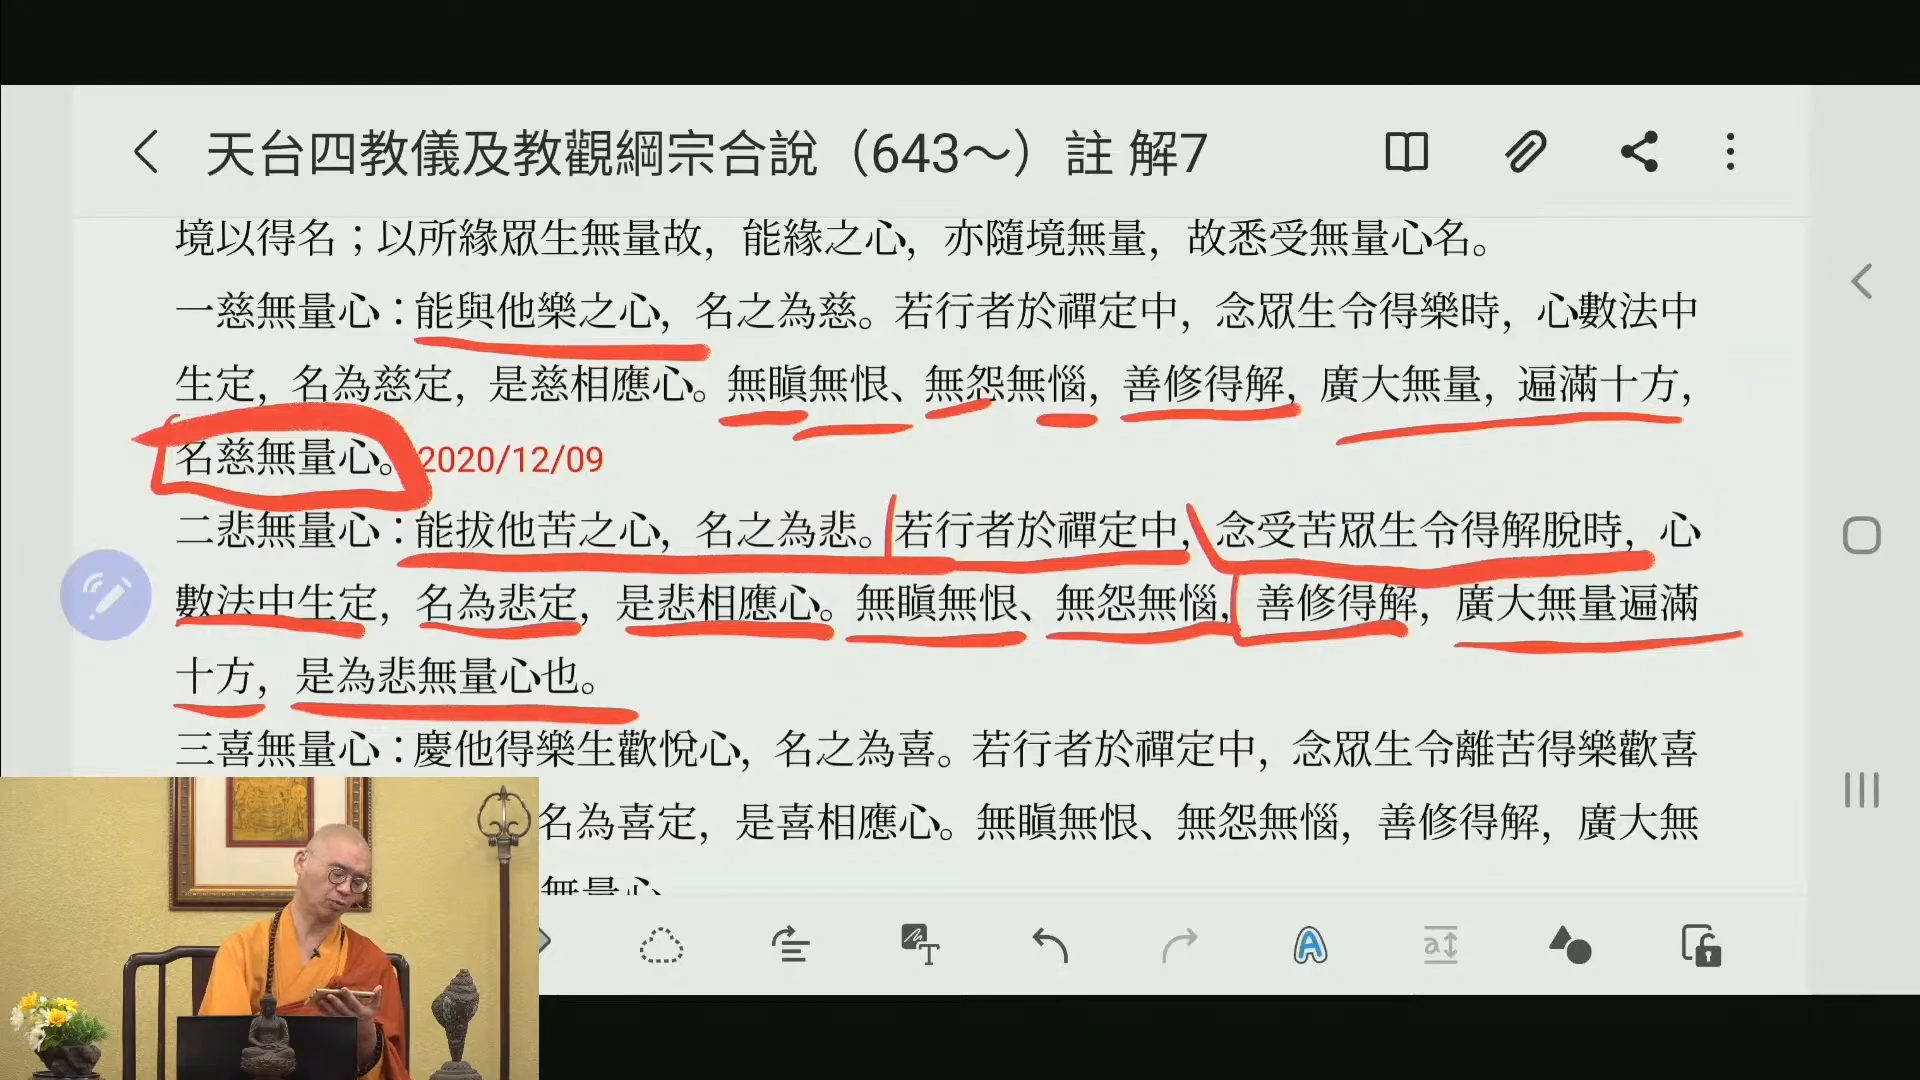 天台四教儀及教觀綱宗合說（643～）註 解7
境以得名；以所緣眾生無量故，能緣之心，亦隨境無量，故悉受無量心名。
一慈無量心：能與他樂之心，名之為慈。若行者於禪定中，念眾生令得樂時，心數法中
生定，名為慈定，是慈相應心。無瞋無恨、無怨無惱，善修得解，廣大無量，遍滿十方，
名慈無量心。2020/12/09
二悲無量心：能拔他苦之心，名之為悲。若行者於禪定中，念受苦眾生令得解脫時，心
數法中生定，名為悲定，是悲相應心。無瞋無恨、無怨無惱，善修得解，廣大無量遍滿
十方，是為悲無量心也。
三喜無量心：慶他得樂生歡悅心，名之為喜。若行者於禪定中，念眾生令離苦得樂歡喜
名為喜定，是喜相應心。無瞋無恨、無怨無惱，善修得解，廣大無
無量心